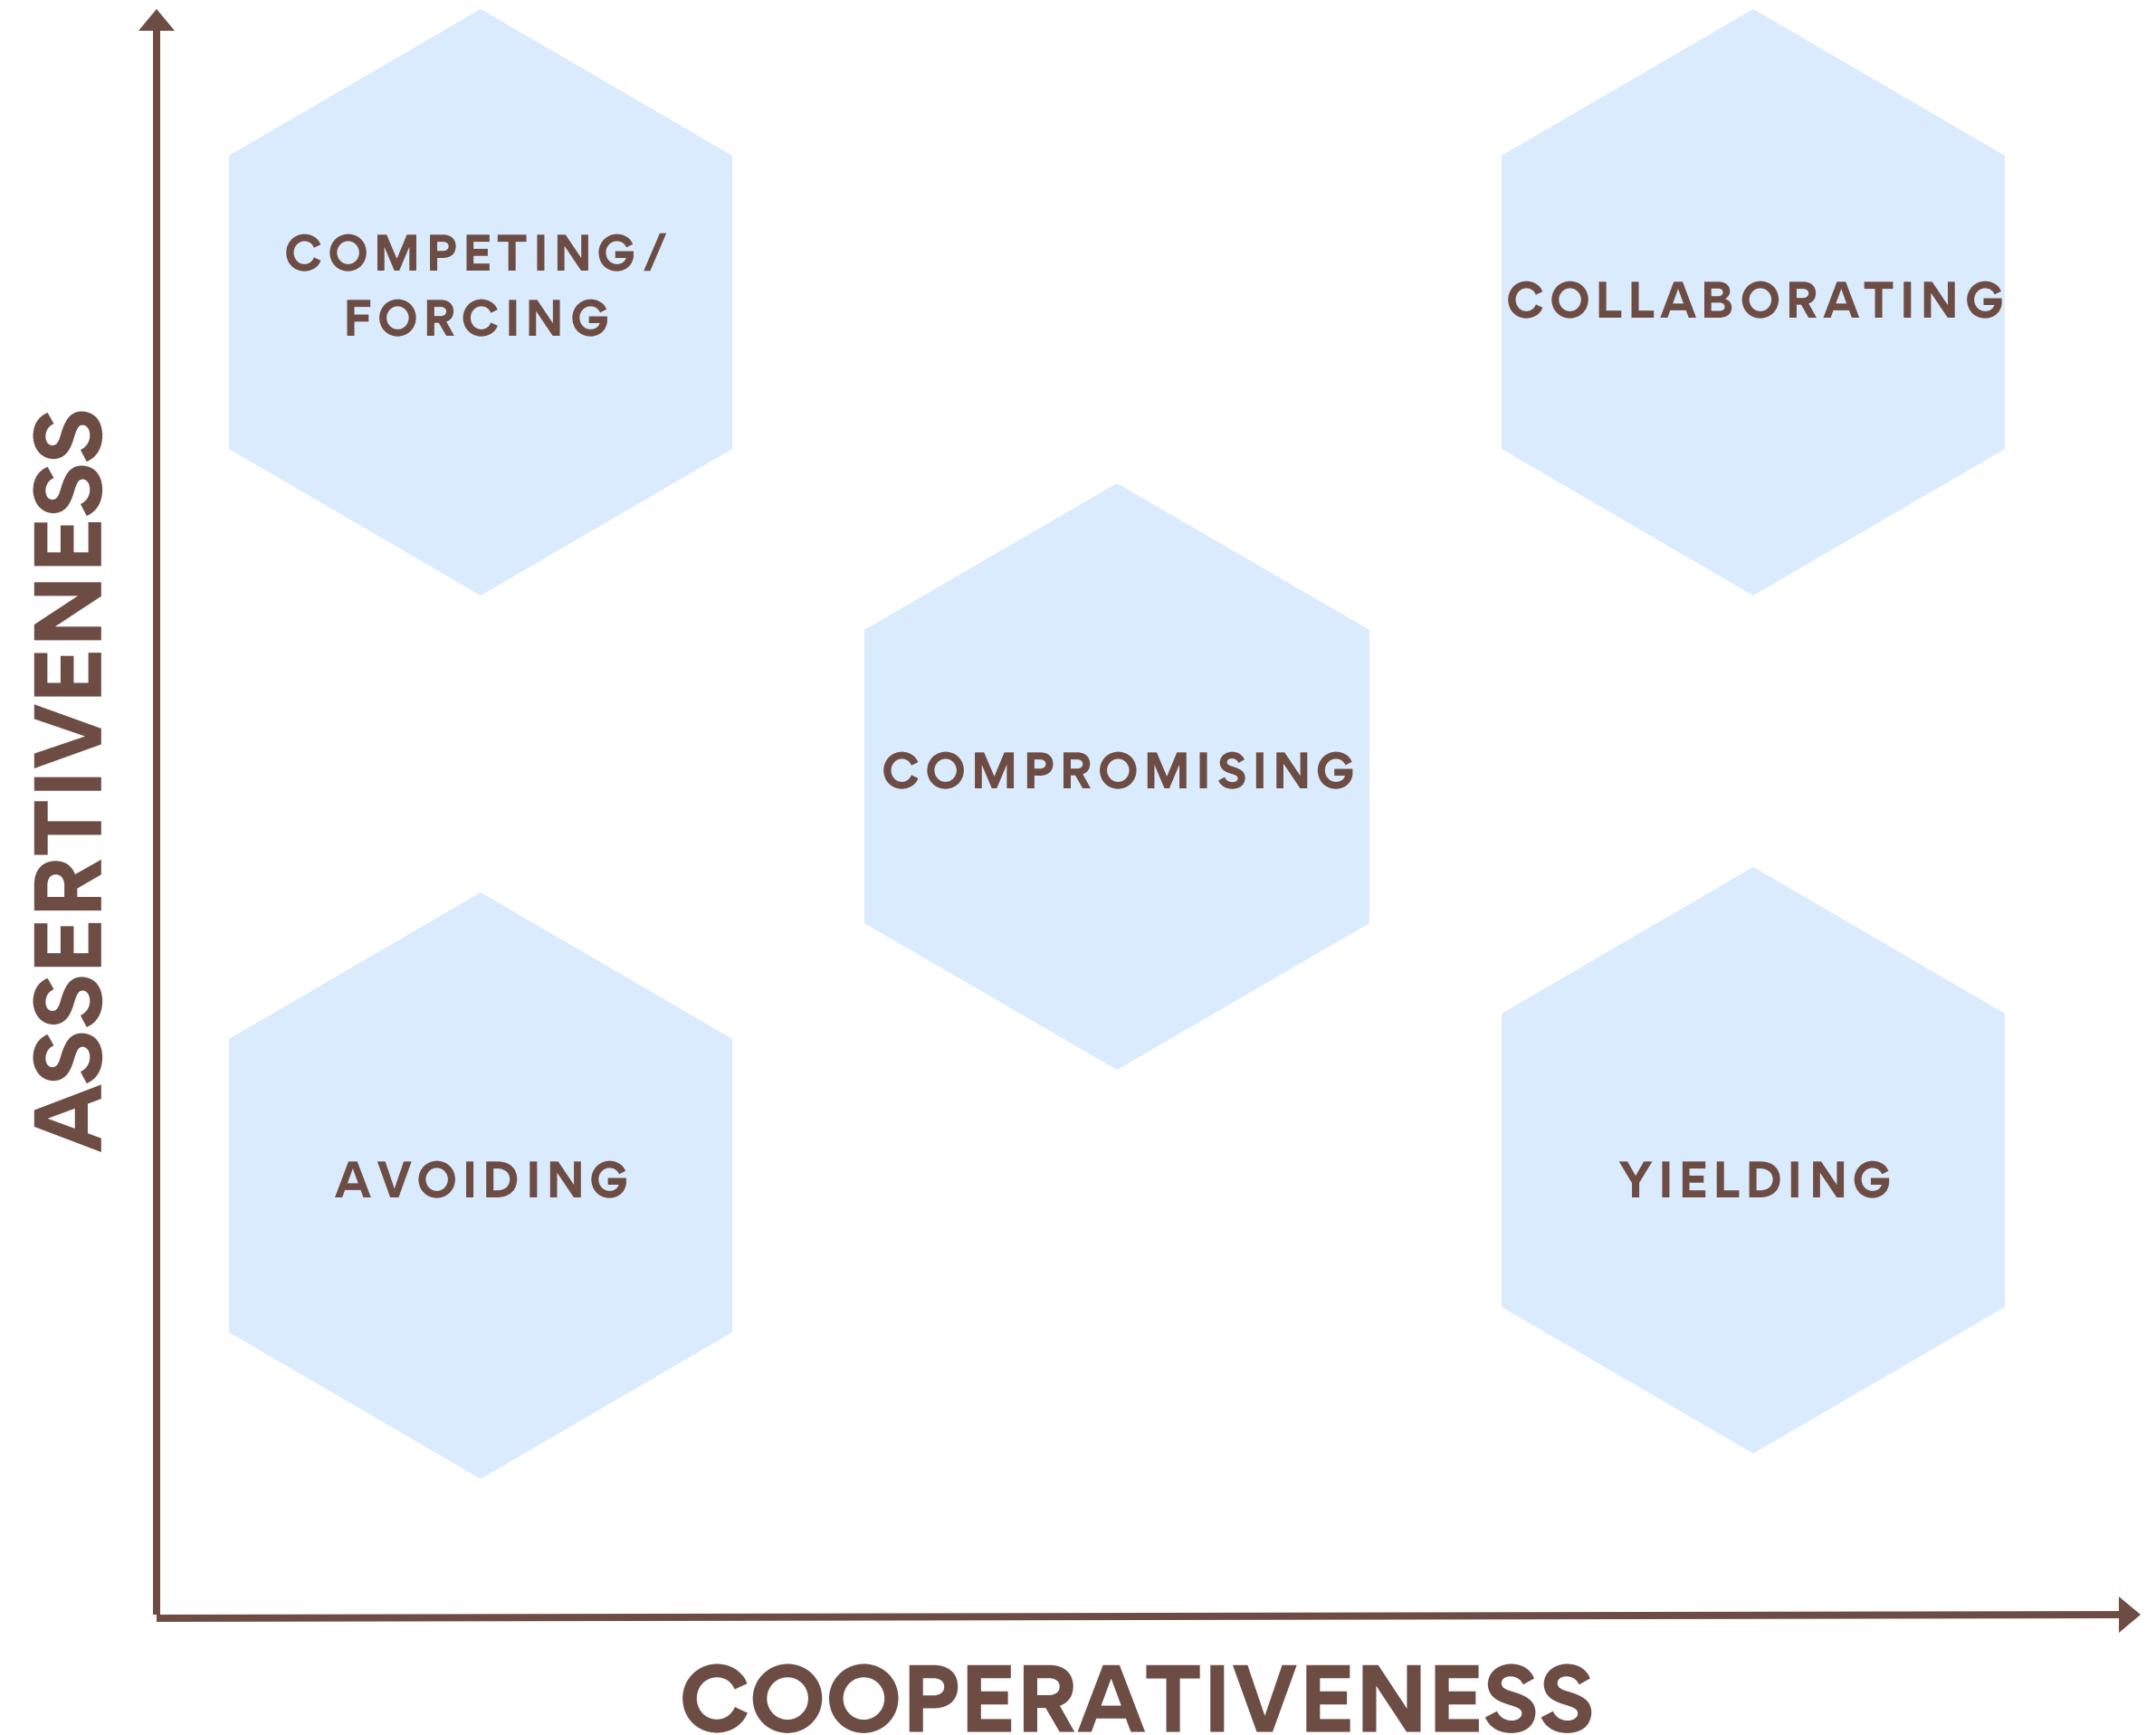 COMPETING/
FORCING
COLLABORATING
ASSERTIVENESS
COMPROMISING
AVOIDING
YIELDING
COOPERATIVENESS